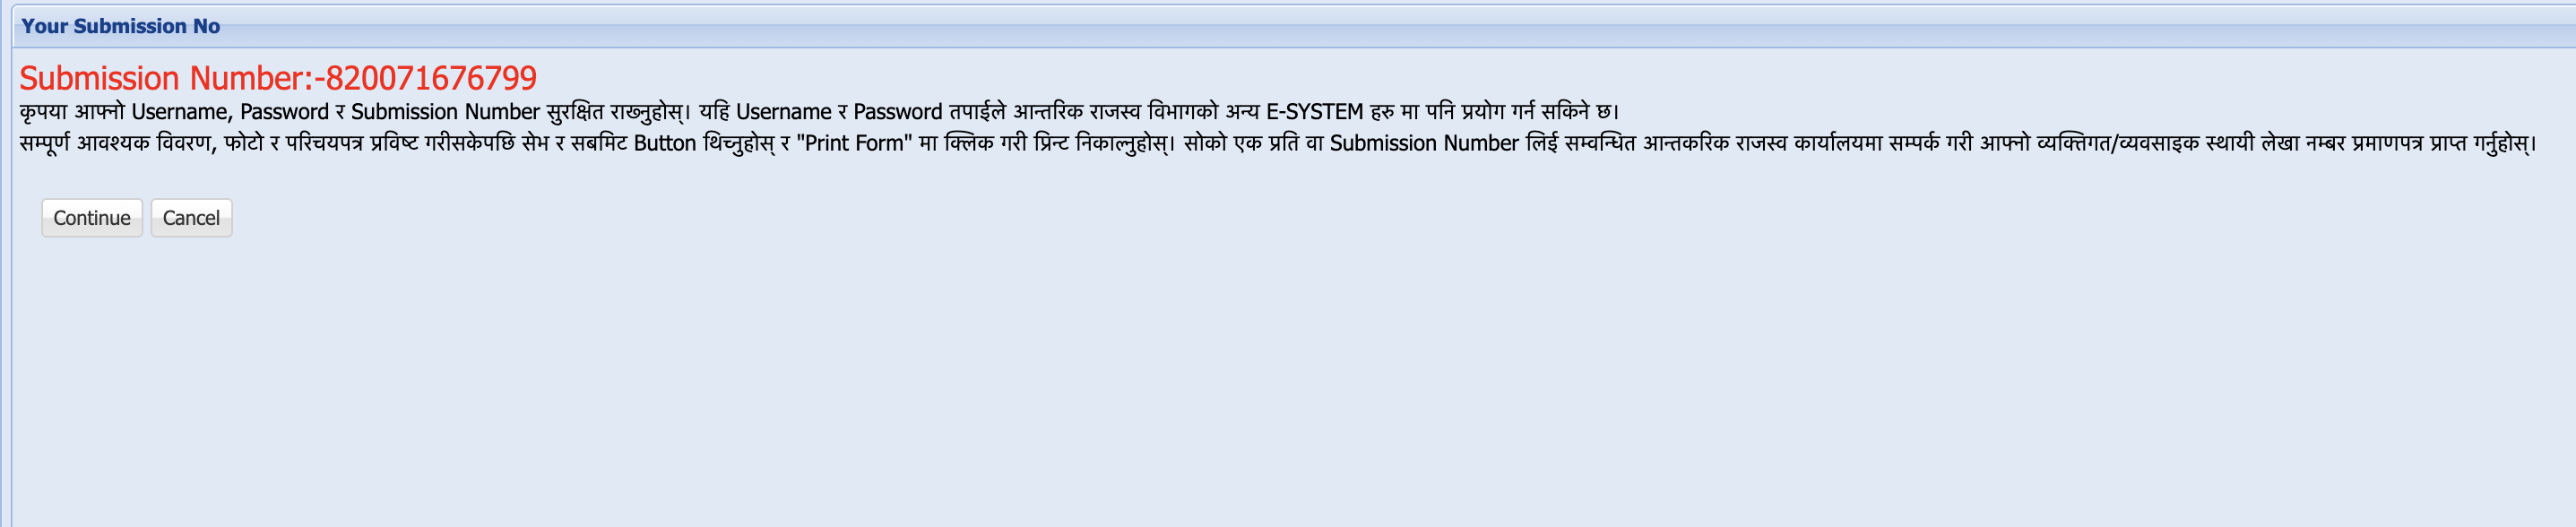 Your Submission No
Submission Number:-820071676799
कृपया आफ्नो Username, Password र Submission Number सुरक्षित राख्नुहोस्। यहि Username र Password तपाईले आन्तरिक राजस्व विभागको अन्य E-SYSTEM हरु मा पनि प्रयोग गर्न सकिने छ।
सम्पूर्ण आवश्यक विवरण, फोटो र परिचयपत्र प्रविष्ट गरीसकेपछि सेभ र सबमिट Button थिच्नुहोस् र "Print Form" मा क्लिक गरी प्रिन्ट निकाल्नुहोस्। सोको एक प्रति वा Submission Number लिई सम्वन्धित आन्तकरिक राजस्व कार्यालयमा सम्पर्क गरी आफ्नो व्यक्तिगत/व्यवसाइक स्थायी लेखा नम्बर प्रमाणपत्र प्राप्त गर्नुहोस्।
Continue Cancel